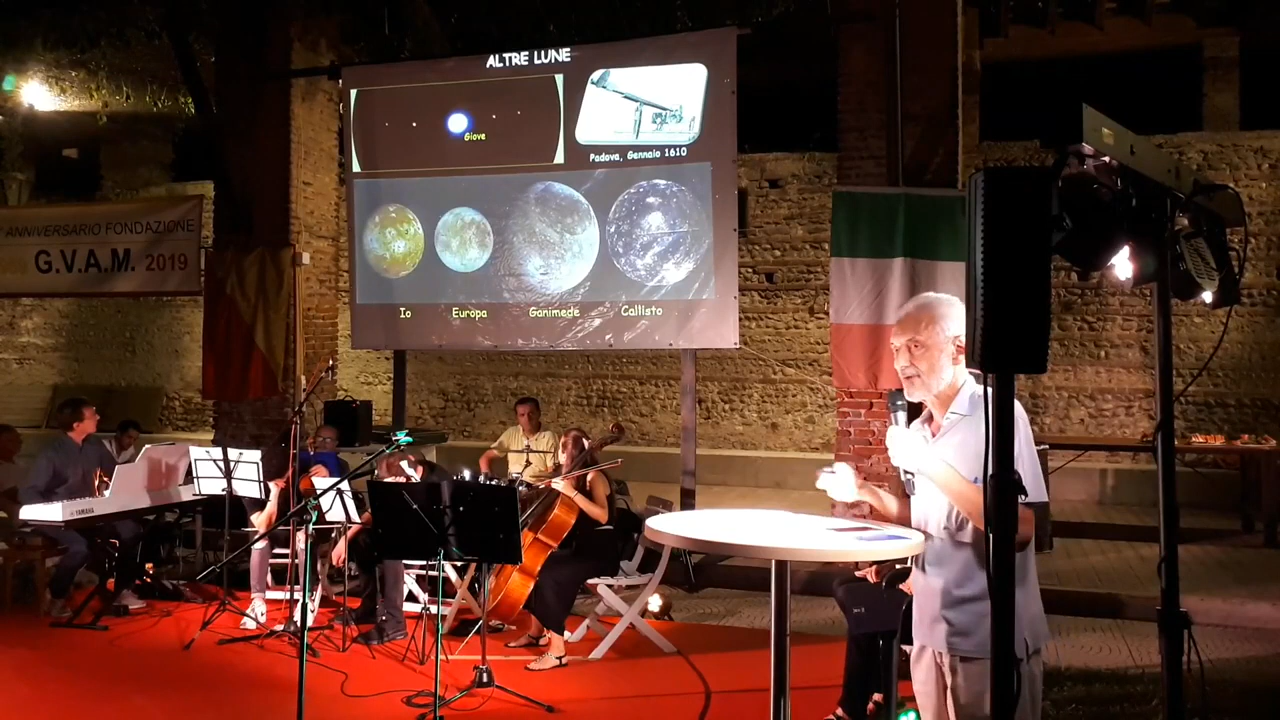 ALTRE LUNE
Giove
Padova, Gennaio 1610
Io Europa Ganimede Callisto
ANNIVERSARIO FONDAZIONE
G.V.A.M. 2019
YAMAHA